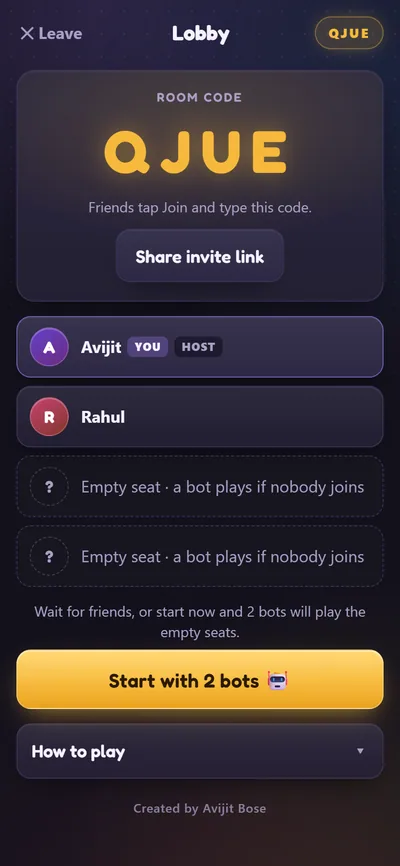 Leave
Lobby
QJUE
ROOM CODE
QJUE
Friends tap Join and type this code.
Share invite link
A
Avijit YOU HOST
R
Rahul
? Empty seat · a bot plays if nobody joins
? Empty seat · a bot plays if nobody joins
Wait for friends, or start now and 2 bots will play the
empty seats.
Start with 2 bots 🤖
How to play
Created by Avijit Bose